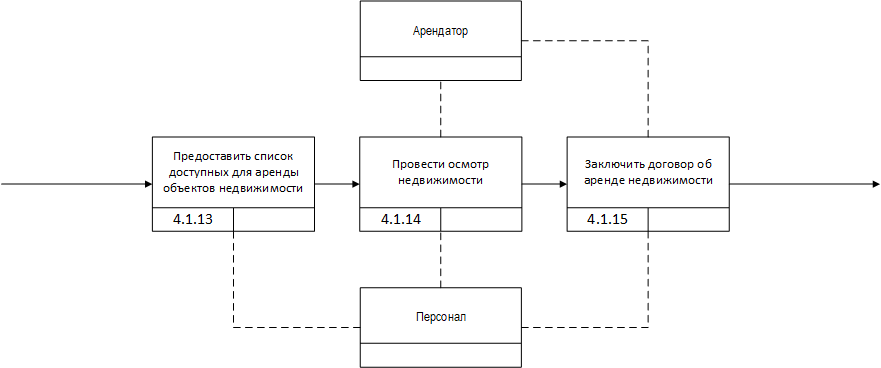 Арендатор
Предоставить список
доступных для аренды
объектов недвижимости
4.1.13
Провести осмотр
недвижимости
4.1.14
Заключить договор об
аренде недвижимости
4.1.15
Персонал